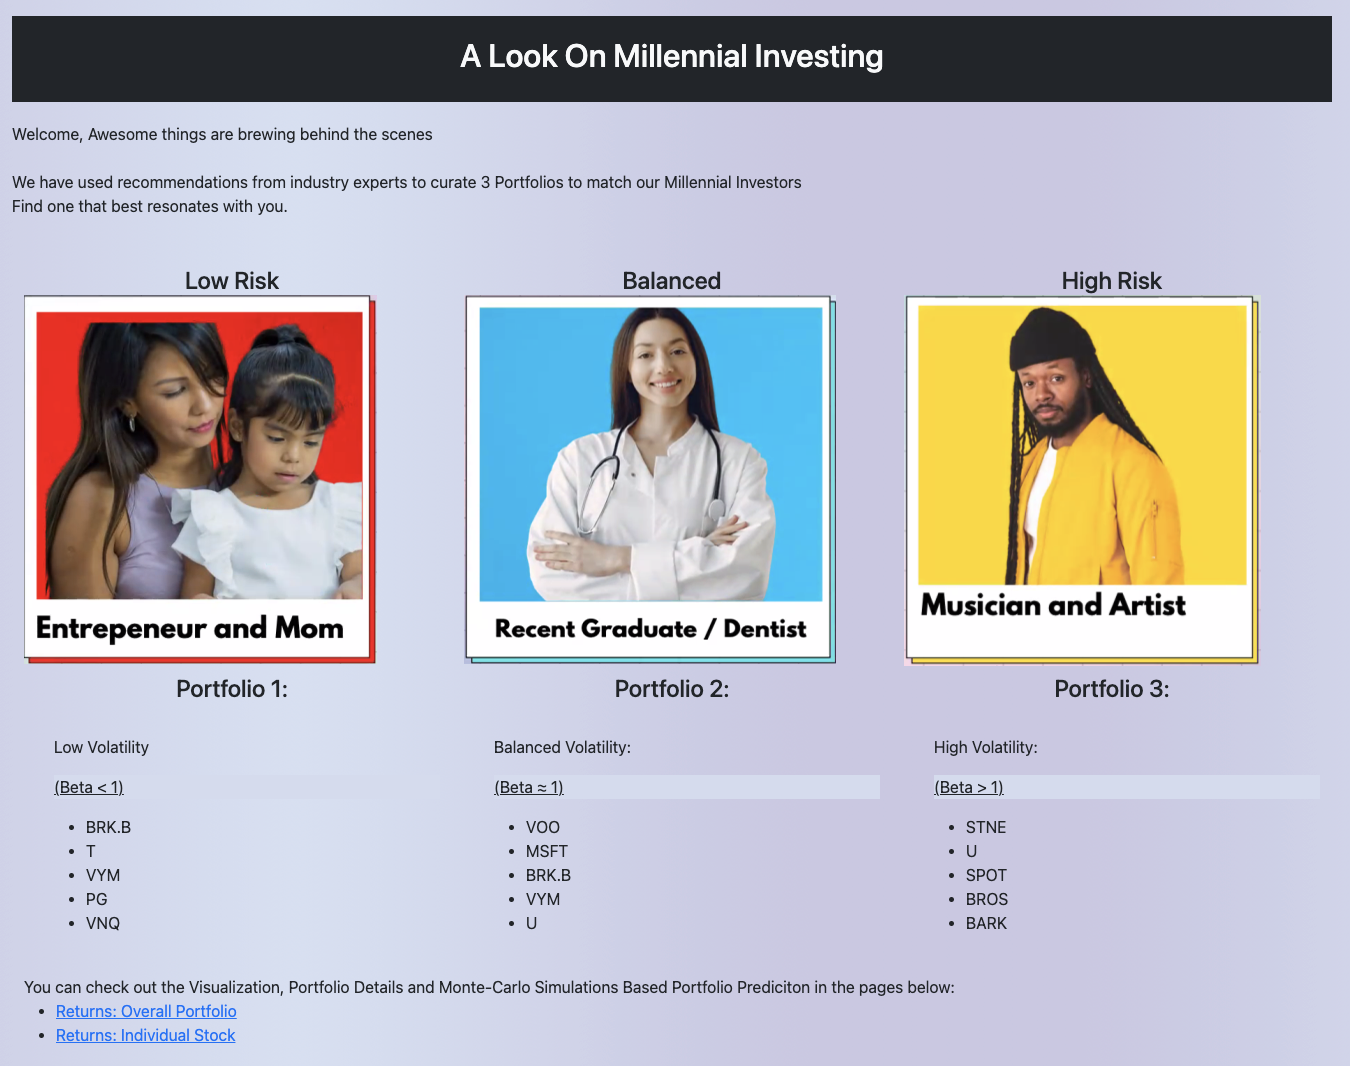 A Look On Millennial Investing
Welcome, Awesome things are brewing behind the scenes
We have used recommendations from industry experts to curate 3 Portfolios to match our Millennial Investors
Find one that best resonates with you.
Low Risk
Entrepeneur and Mom
Portfolio 1:
Low Volatility
(Beta < 1)
• BRK.B
• T
• VYM
• PG
• VNQ
Balanced
Recent Graduate / Dentist
Portfolio 2:
Balanced Volatility:
(Beta ≈ 1)
• VOO
• MSFT
• BRK.B
• VYM
• U
High Risk
Musician and Artist
Portfolio 3:
High Volatility:
(Beta > 1)
• STNE
• U
• SPOT
• BROS
• BARK
You can check out the Visualization, Portfolio Details and Monte-Carlo Simulations Based Portfolio Prediciton in the pages below:
• Returns: Overall Portfolio
• Returns: Individual Stock